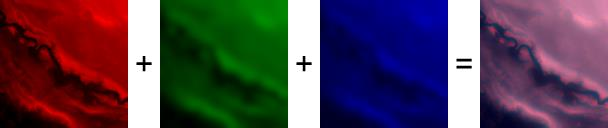 + + =